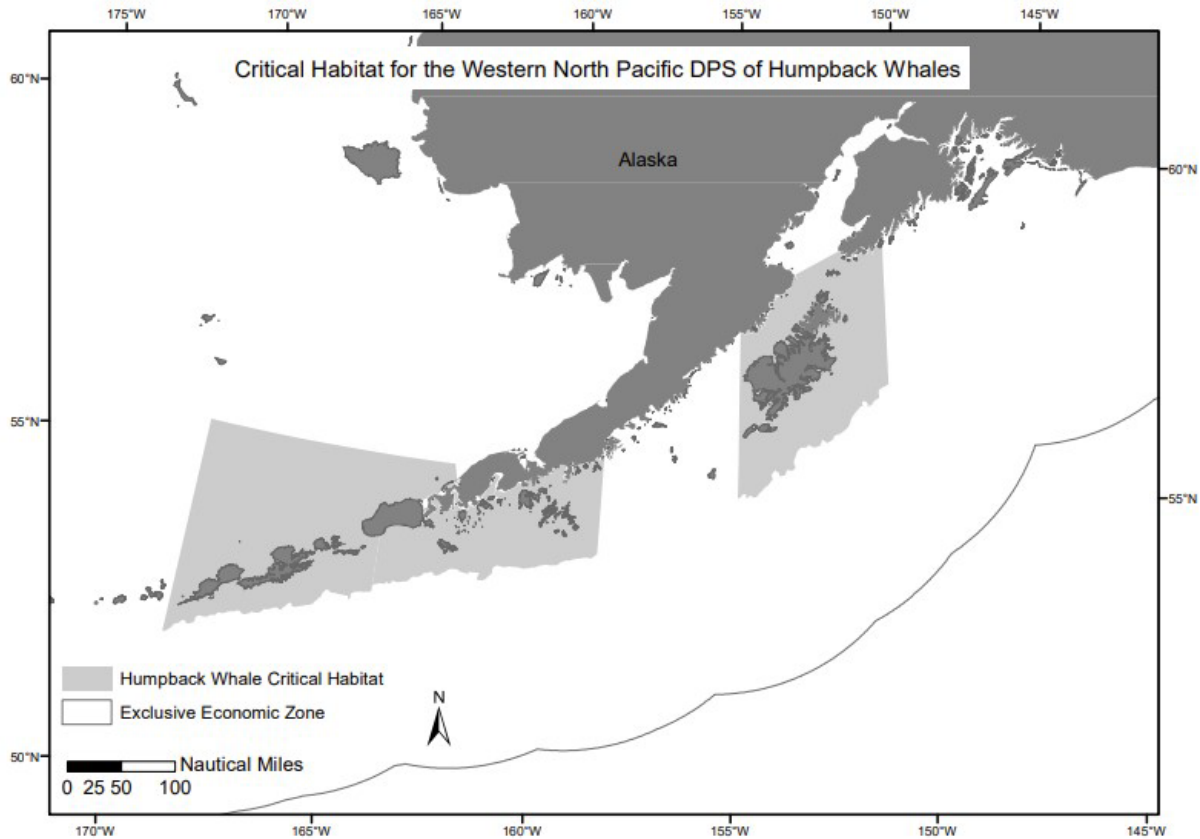 175°W 170°W 165°W 160°W 155°W 150°W 145°W
Critical Habitat for the Western North Pacific DPS of Humpback Whales
60°N
Alaska
60°N
55°N
55°N
Humpback Whale Critical Habitat
N
Exclusive Economic Zone
50°N
Nautical Miles
50°N
0 25 50 100
170°W 165°W 160°W 155°W 150°W 145°W